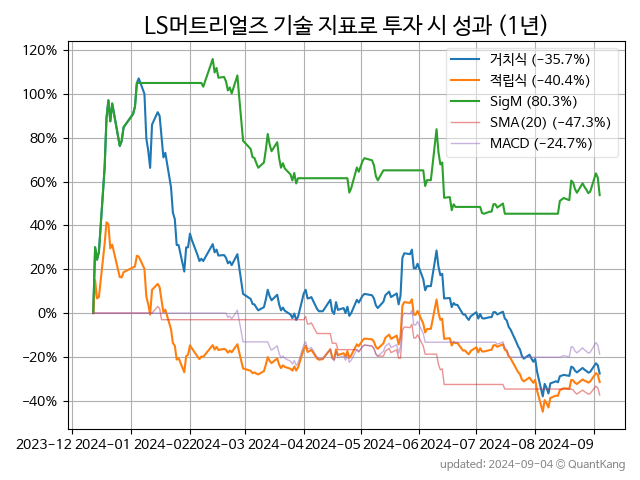 LS머트리얼즈 기술 지표로 투자 시 성과 (1년)
120%
100%
80%
60%
40%
20%
0%
−20%
−40%
거치식 (−35.7%)
적립식 (−40.4%)
SigM (80.3%)
SMA(20) (−47.3%)
MACD (−24.7%)
2023-12 2024-01 2024-02 2024-03 2024-04 2024-05 2024-06 2024-07 2024-08 2024-09
updated: 2024-09-04 © QuantKang